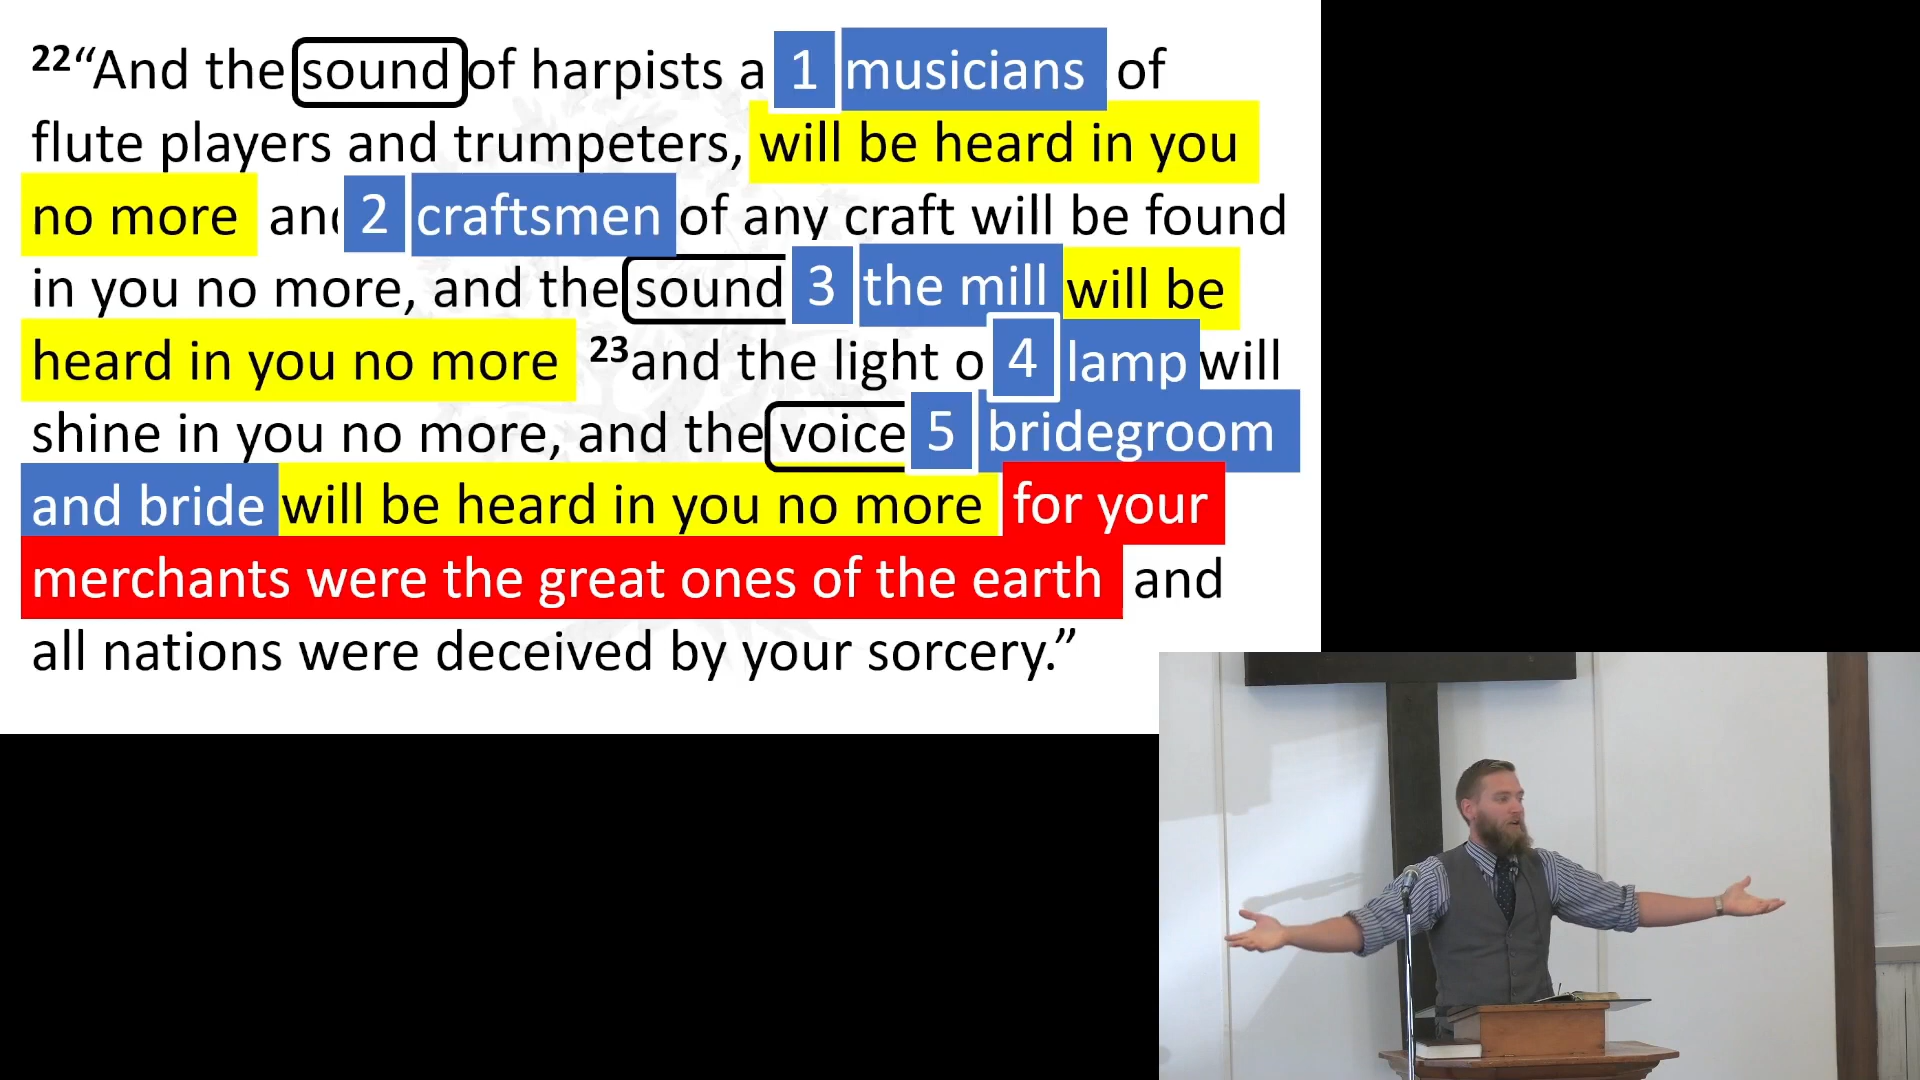 22“And the sound of harpists a 1 musicians of
flute players and trumpeters, will be heard in you
no more and 2 craftsmen of any craft will be found
in you no more, and the sound 3 the mill will be
heard in you no more 23and the light o 4 lamp will
shine in you no more, and the voice 5 bridegroom
and bride will be heard in you no more for your
merchants were the great ones of the earth and
all nations were deceived by your sorcery.”